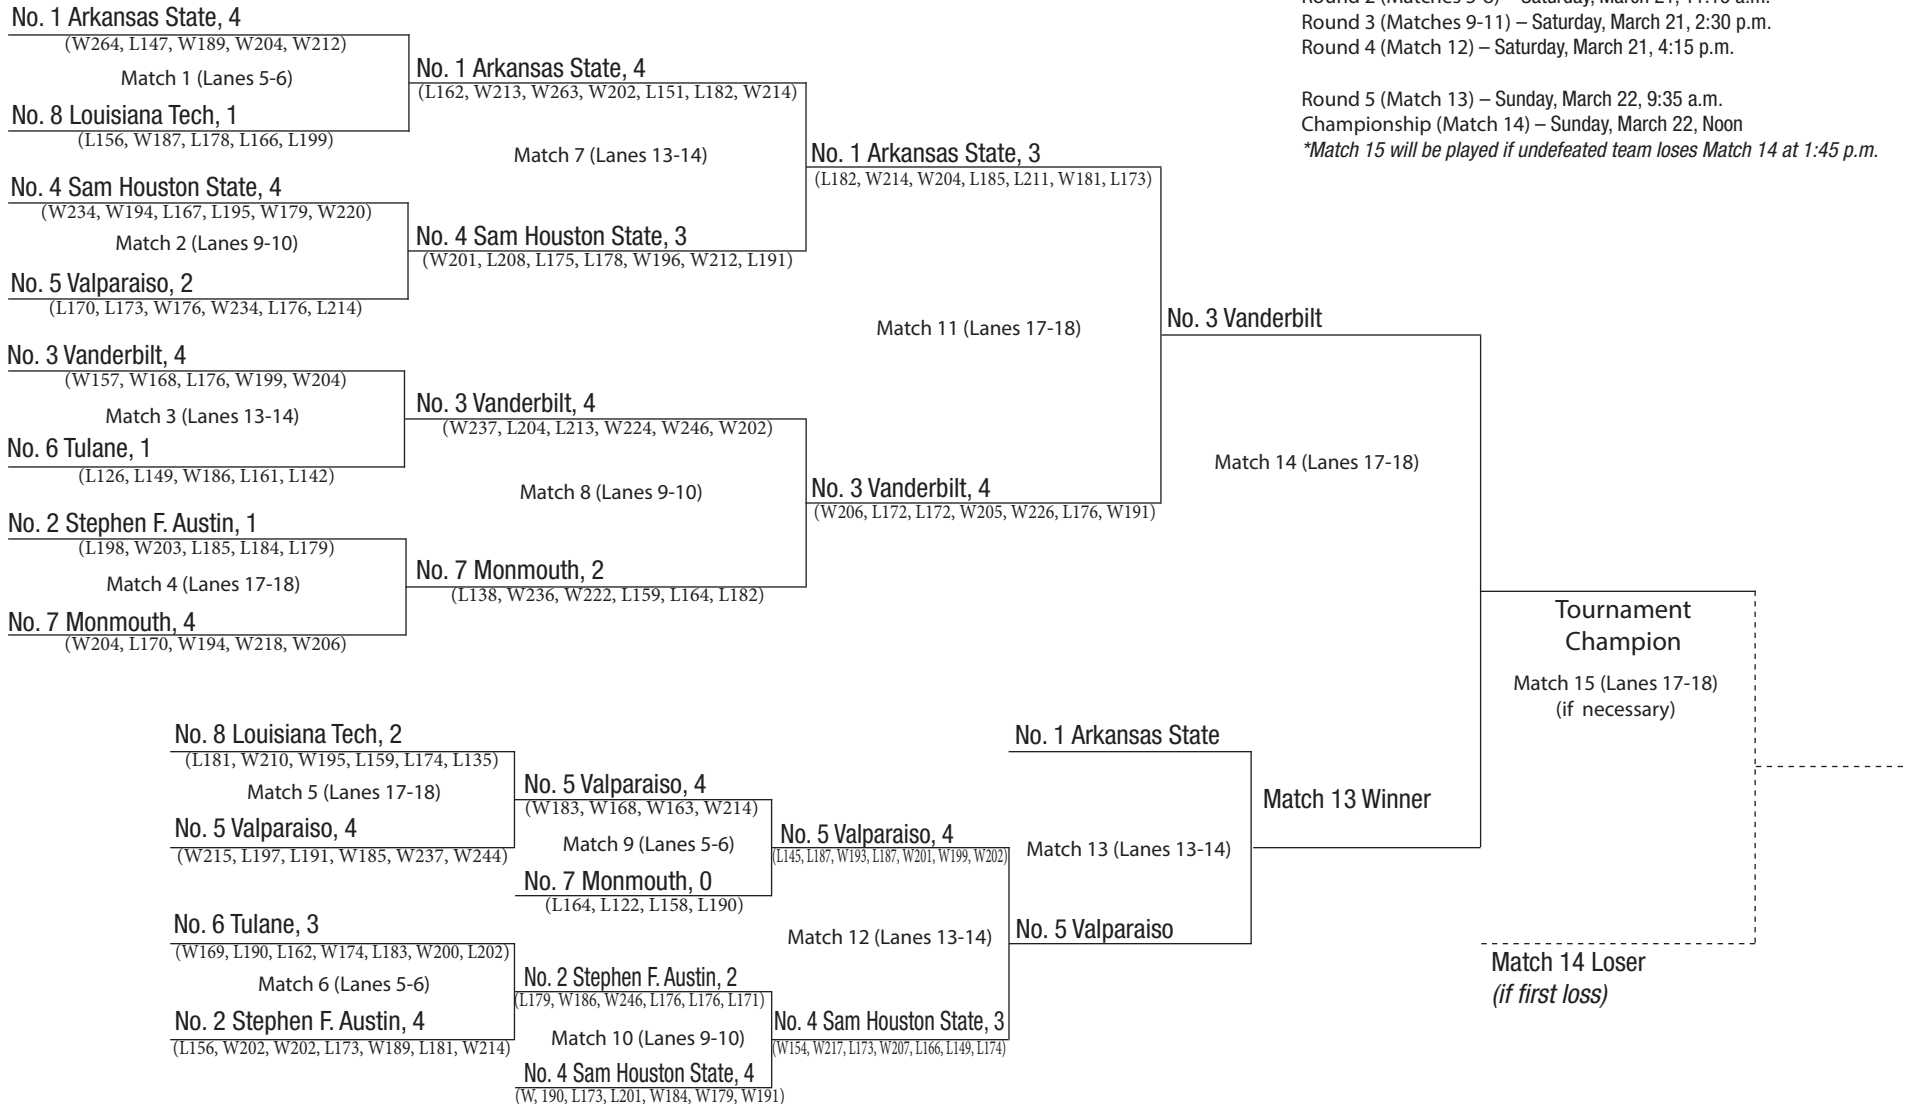 No. 1 Arkansas State, 4
(W264, L147, W189, W204, W212)
Match 1 (Lanes 5-6)
No. 8 Louisiana Tech, 1
(L156, W187, L178, L166, L199)
No. 4 Sam Houston State, 4
(W234, W194, L167, L195, W179, W220)
Match 2 (Lanes 9-10)
No. 5 Valparaiso, 2
(L170, L173, W176, W234, L176, L214)
No. 3 Vanderbilt, 4
(W157, W168, L176, W199, W204)
Match 3 (Lanes 13-14)
No. 6 Tulane, 1
(L126, L149, W186, L161, L142)
No. 2 Stephen F. Austin, 1
(L198, W203, L185, L184, L179)
Match 4 (Lanes 17-18)
No. 7 Monmouth, 4
(W204, L170, W194, W218, W206)
No. 1 Arkansas State, 4
(L162, W213, W263, W202, L151, L182, W214)
Match 7 (Lanes 13-14)
No. 4 Sam Houston State, 3
(W201, L208, L175, L178, W196, W212, L191)
No. 3 Vanderbilt, 4
(W237, L204, L213, W224, W246, W202)
Match 8 (Lanes 9-10)
No. 7 Monmouth, 2
(L138, W236, W222, L159, L164, L182)
No. 1 Arkansas State, 3
(L182, W214, W204, L185, L211, W181, L173)
Match 11 (Lanes 17-18)
No. 3 Vanderbilt, 4
(W206, L172, L172, W205, W226, L176, W191)
No. 3 Vanderbilt
Match 14 (Lanes 17-18)
Round 2 (Matches 5-8) – Saturday, March 21, 11:10 a.m.
Round 3 (Matches 9-11) – Saturday, March 21, 2:30 p.m.
Round 4 (Match 12) – Saturday, March 21, 4:15 p.m.
Round 5 (Match 13) – Sunday, March 22, 9:35 a.m.
Championship (Match 14) – Sunday, March 22, Noon
*Match 15 will be played if undefeated team loses Match 14 at 1:45 p.m.
Tournament
Champion
Match 15 (Lanes 17-18)
(if necessary)
No. 8 Louisiana Tech, 2
(L181, W210, W195, L159, L174, L135)
Match 5 (Lanes 17-18)
No. 5 Valparaiso, 4
(W215, L197, L191, W185, W237, W244)
No. 6 Tulane, 3
(W169, L190, L162, W174, L183, W200, L202)
Match 6 (Lanes 5-6)
No. 2 Stephen F. Austin, 4
(L156, W202, W202, L173, W189, L181, W214)
No. 5 Valparaiso, 4
(W183, W168, W163, W214)
Match 9 (Lanes 5-6)
No. 7 Monmouth, 0
(L164, L122, L158, L190)
No. 2 Stephen F. Austin, 2
(L179, W186, W246, L176, L176, L171)
Match 10 (Lanes 9-10)
No. 4 Sam Houston State, 4
(W, 190, L173, L201, W184, W179, W191)
No. 5 Valparaiso, 4
(L145, L187, W193, L187, W201, W199, W202)
Match 12 (Lanes 13-14)
No. 4 Sam Houston State, 3
(W154, W217, L173, W207, L166, L149, L174)
No. 1 Arkansas State
Match 13 (Lanes 13-14)
No. 5 Valparaiso
Match 13 Winner
Match 14 Loser
(if first loss)